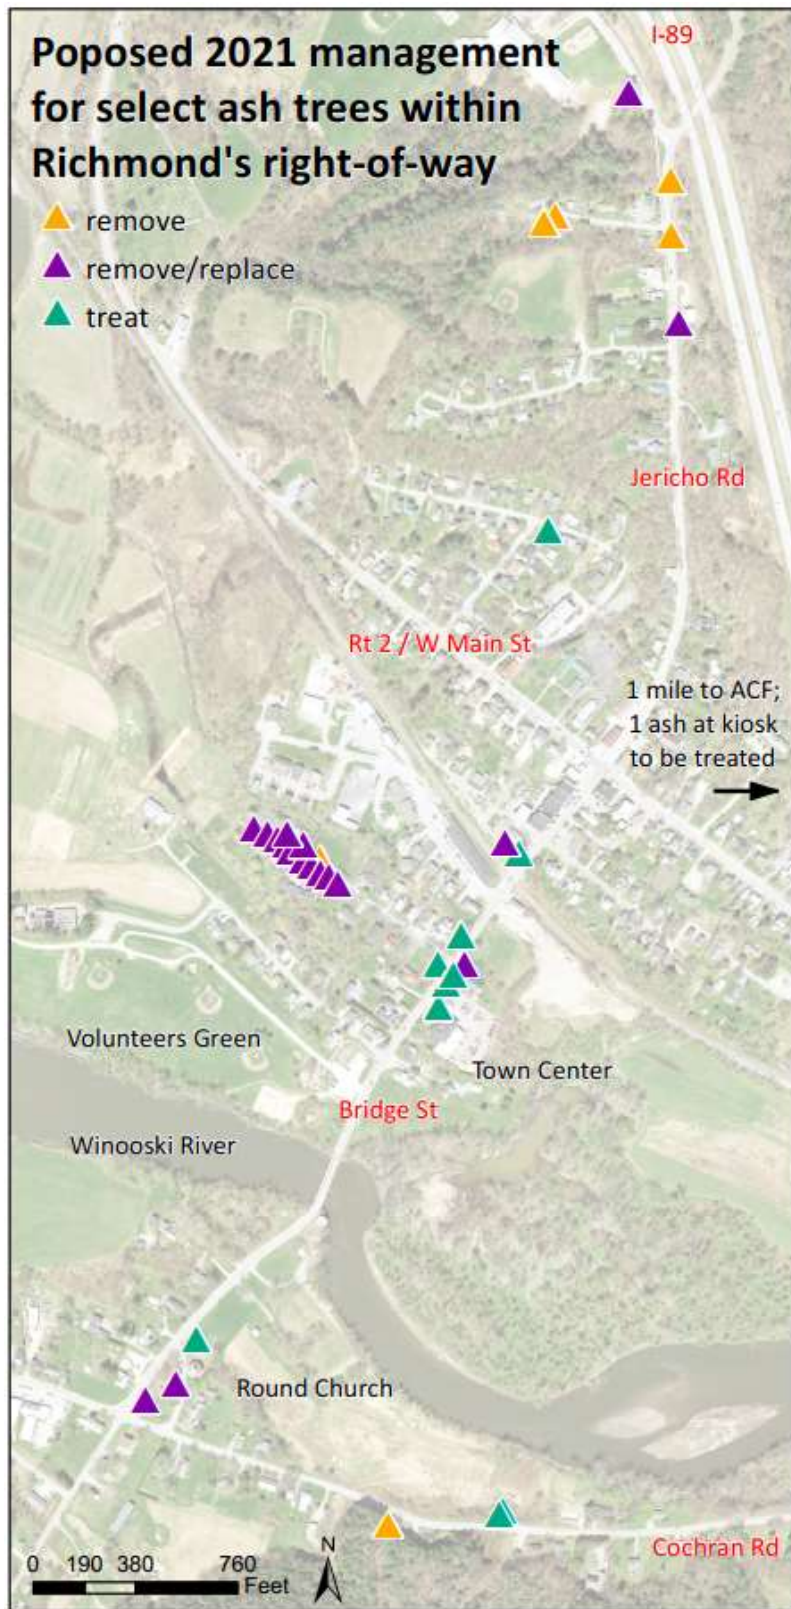 Poposed 2021 management
for select ash trees within
Richmond's right-of-way
remove
remove/replace
treat
I-89
Jericho Rd
Rt 2 / W Main St
1 mile to ACF;
1 ash at kiosk
to be treated
Volunteers Green
Town Center
Bridge St
Winooski River
Round Church
Cochran Rd
0 190 380 760
Feet
N